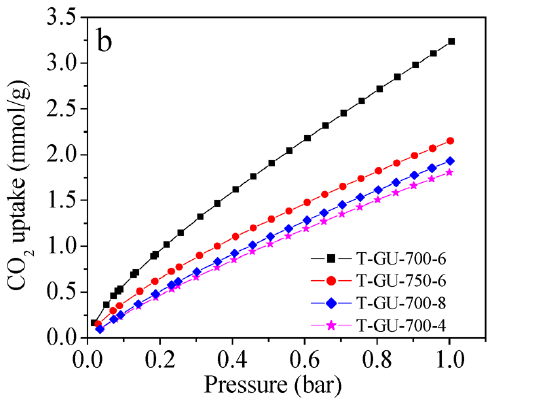 b
3.5
3.0
2.5
2.0
1.5
1.0
0.5
0.0
CO2 uptake (mmol/g)
T-GU-700-6
T-GU-750-6
T-GU-700-8
T-GU-700-4
0.0 0.2 0.4 0.6 0.8 1.0
Pressure (bar)